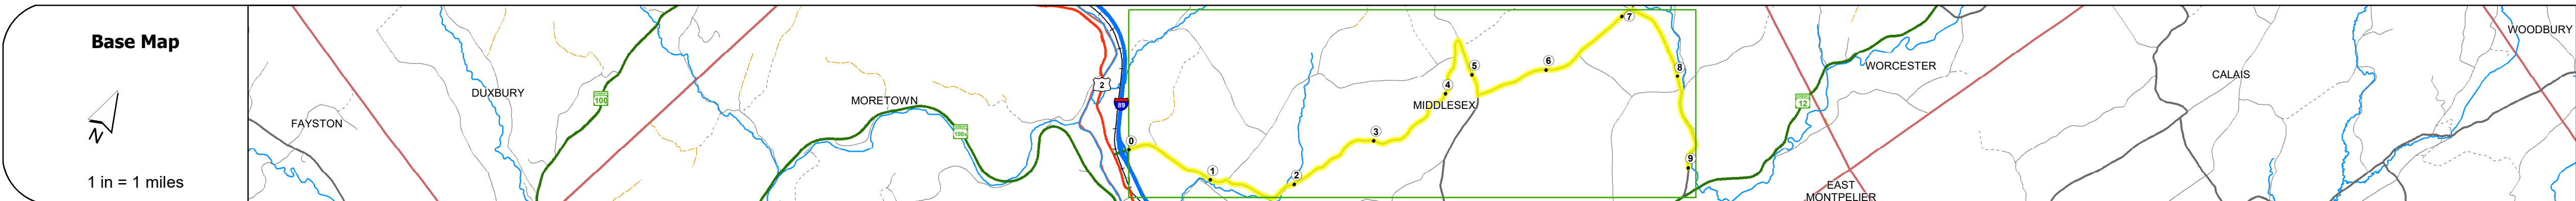 Base Map
N
1 in = 1 miles
FAYSTON
DUXBURY
100
MORETOWN
100B
2
89
0
1
2
3
4
5
6
7
8
9
MIDDLESEX
12
WORCESTER
EAST
MONTPELIER
CALAIS
WOODBURY